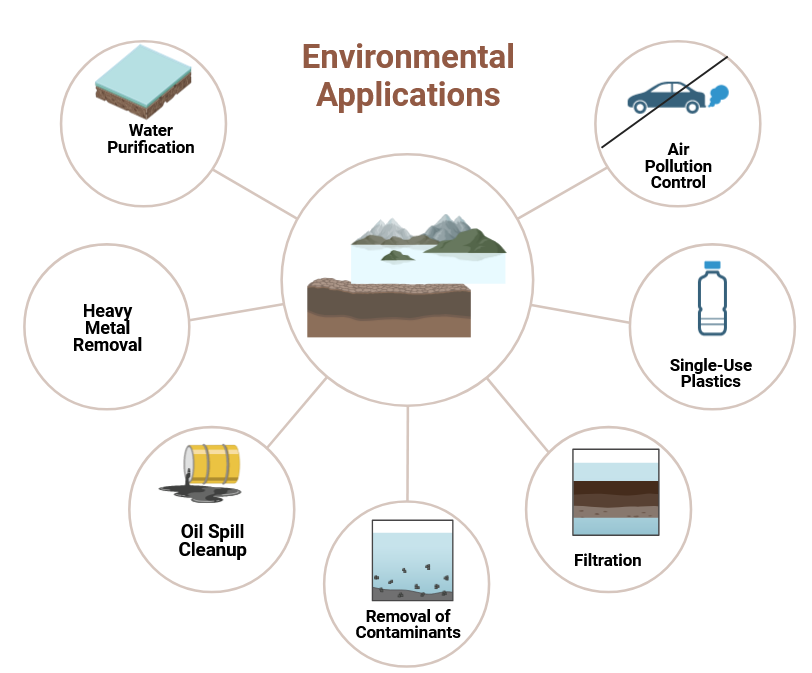 Environmental
Applications
Water
Purification
Air
Pollution
Control
Heavy
Metal
Removal
Single-Use
Plastics
Oil Spill
Cleanup
Filtration
Removal of
Contaminants